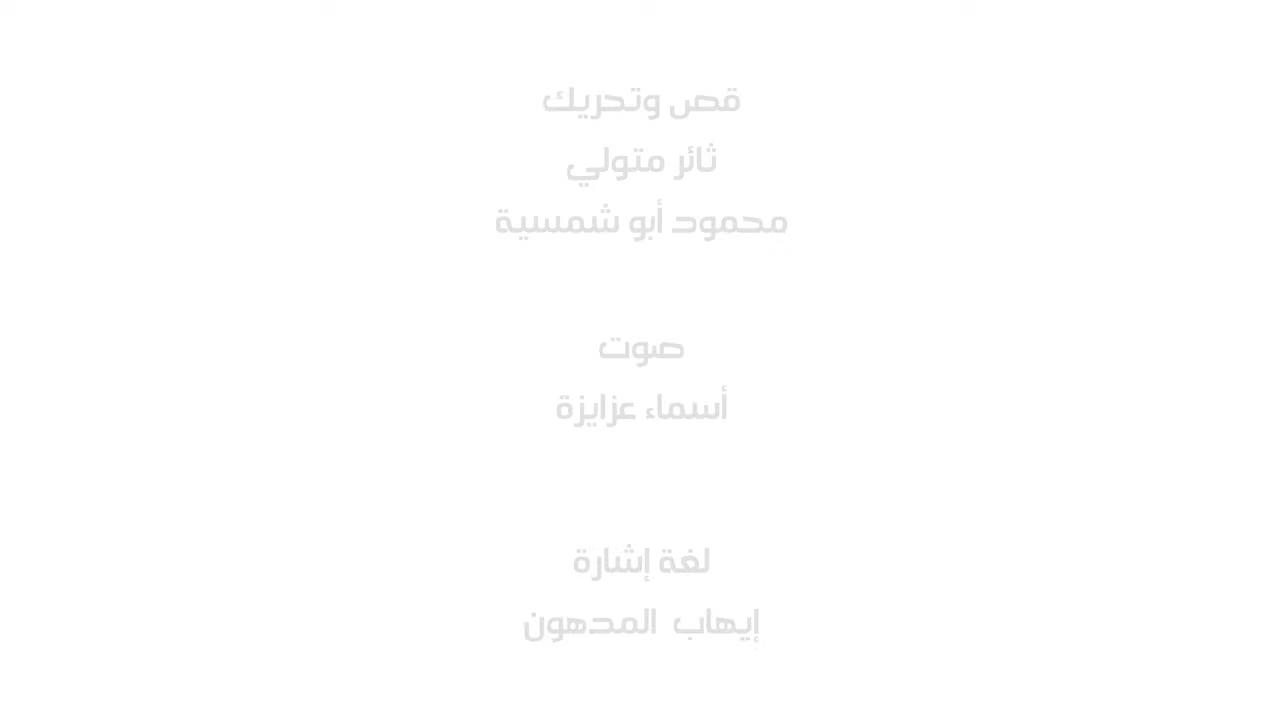 قص وتحريك
ثائر متولي
محمود أبو شمسية
صوت
أسماء عزايزة
لغة إشارة
إيهاب المدهون